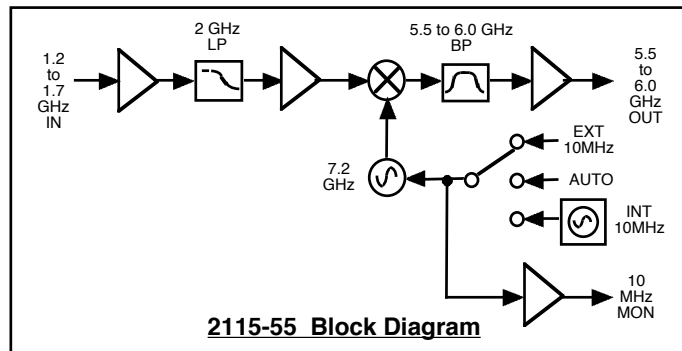 1.2
to
1.7
GHz
IN
2 GHz
LP
5.5 to 6.0 GHz
BP
5.5
to
6.0
GHz
OUT
7.2
GHz
EXT
10MHz
AUTO
INT
10MHz
10
MHz
MON
2115-55 Block Diagram